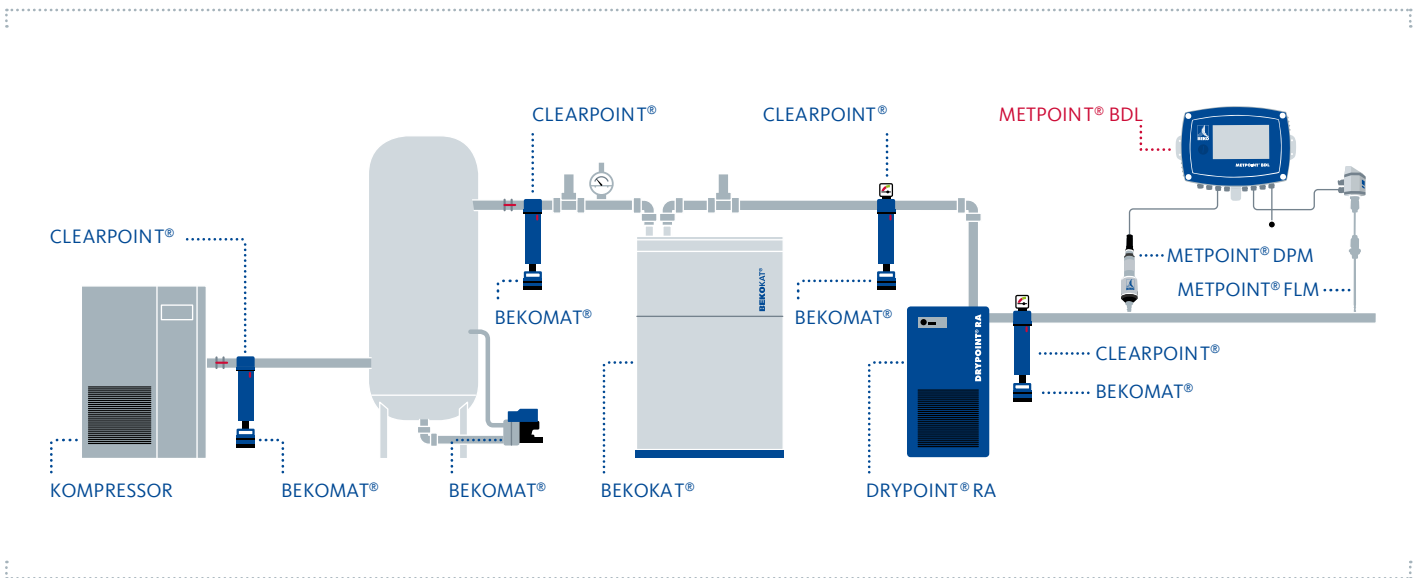 CLEARPOINT®
CLEARPOINT®
METPOINT® BDL
BEKO
METPOINT® BDL
CLEARPOINT®
METPOINT® DPM
BEKOKAT®
METPOINT® FLM
BEKOMAT®
BEKOMAT®
DRYPOINT® RA
CLEARPOINT®
BEKOMAT®
KOMPRESSOR
BEKOMAT®
BEKOMAT®
BEKOKAT®
DRYPOINT® RA